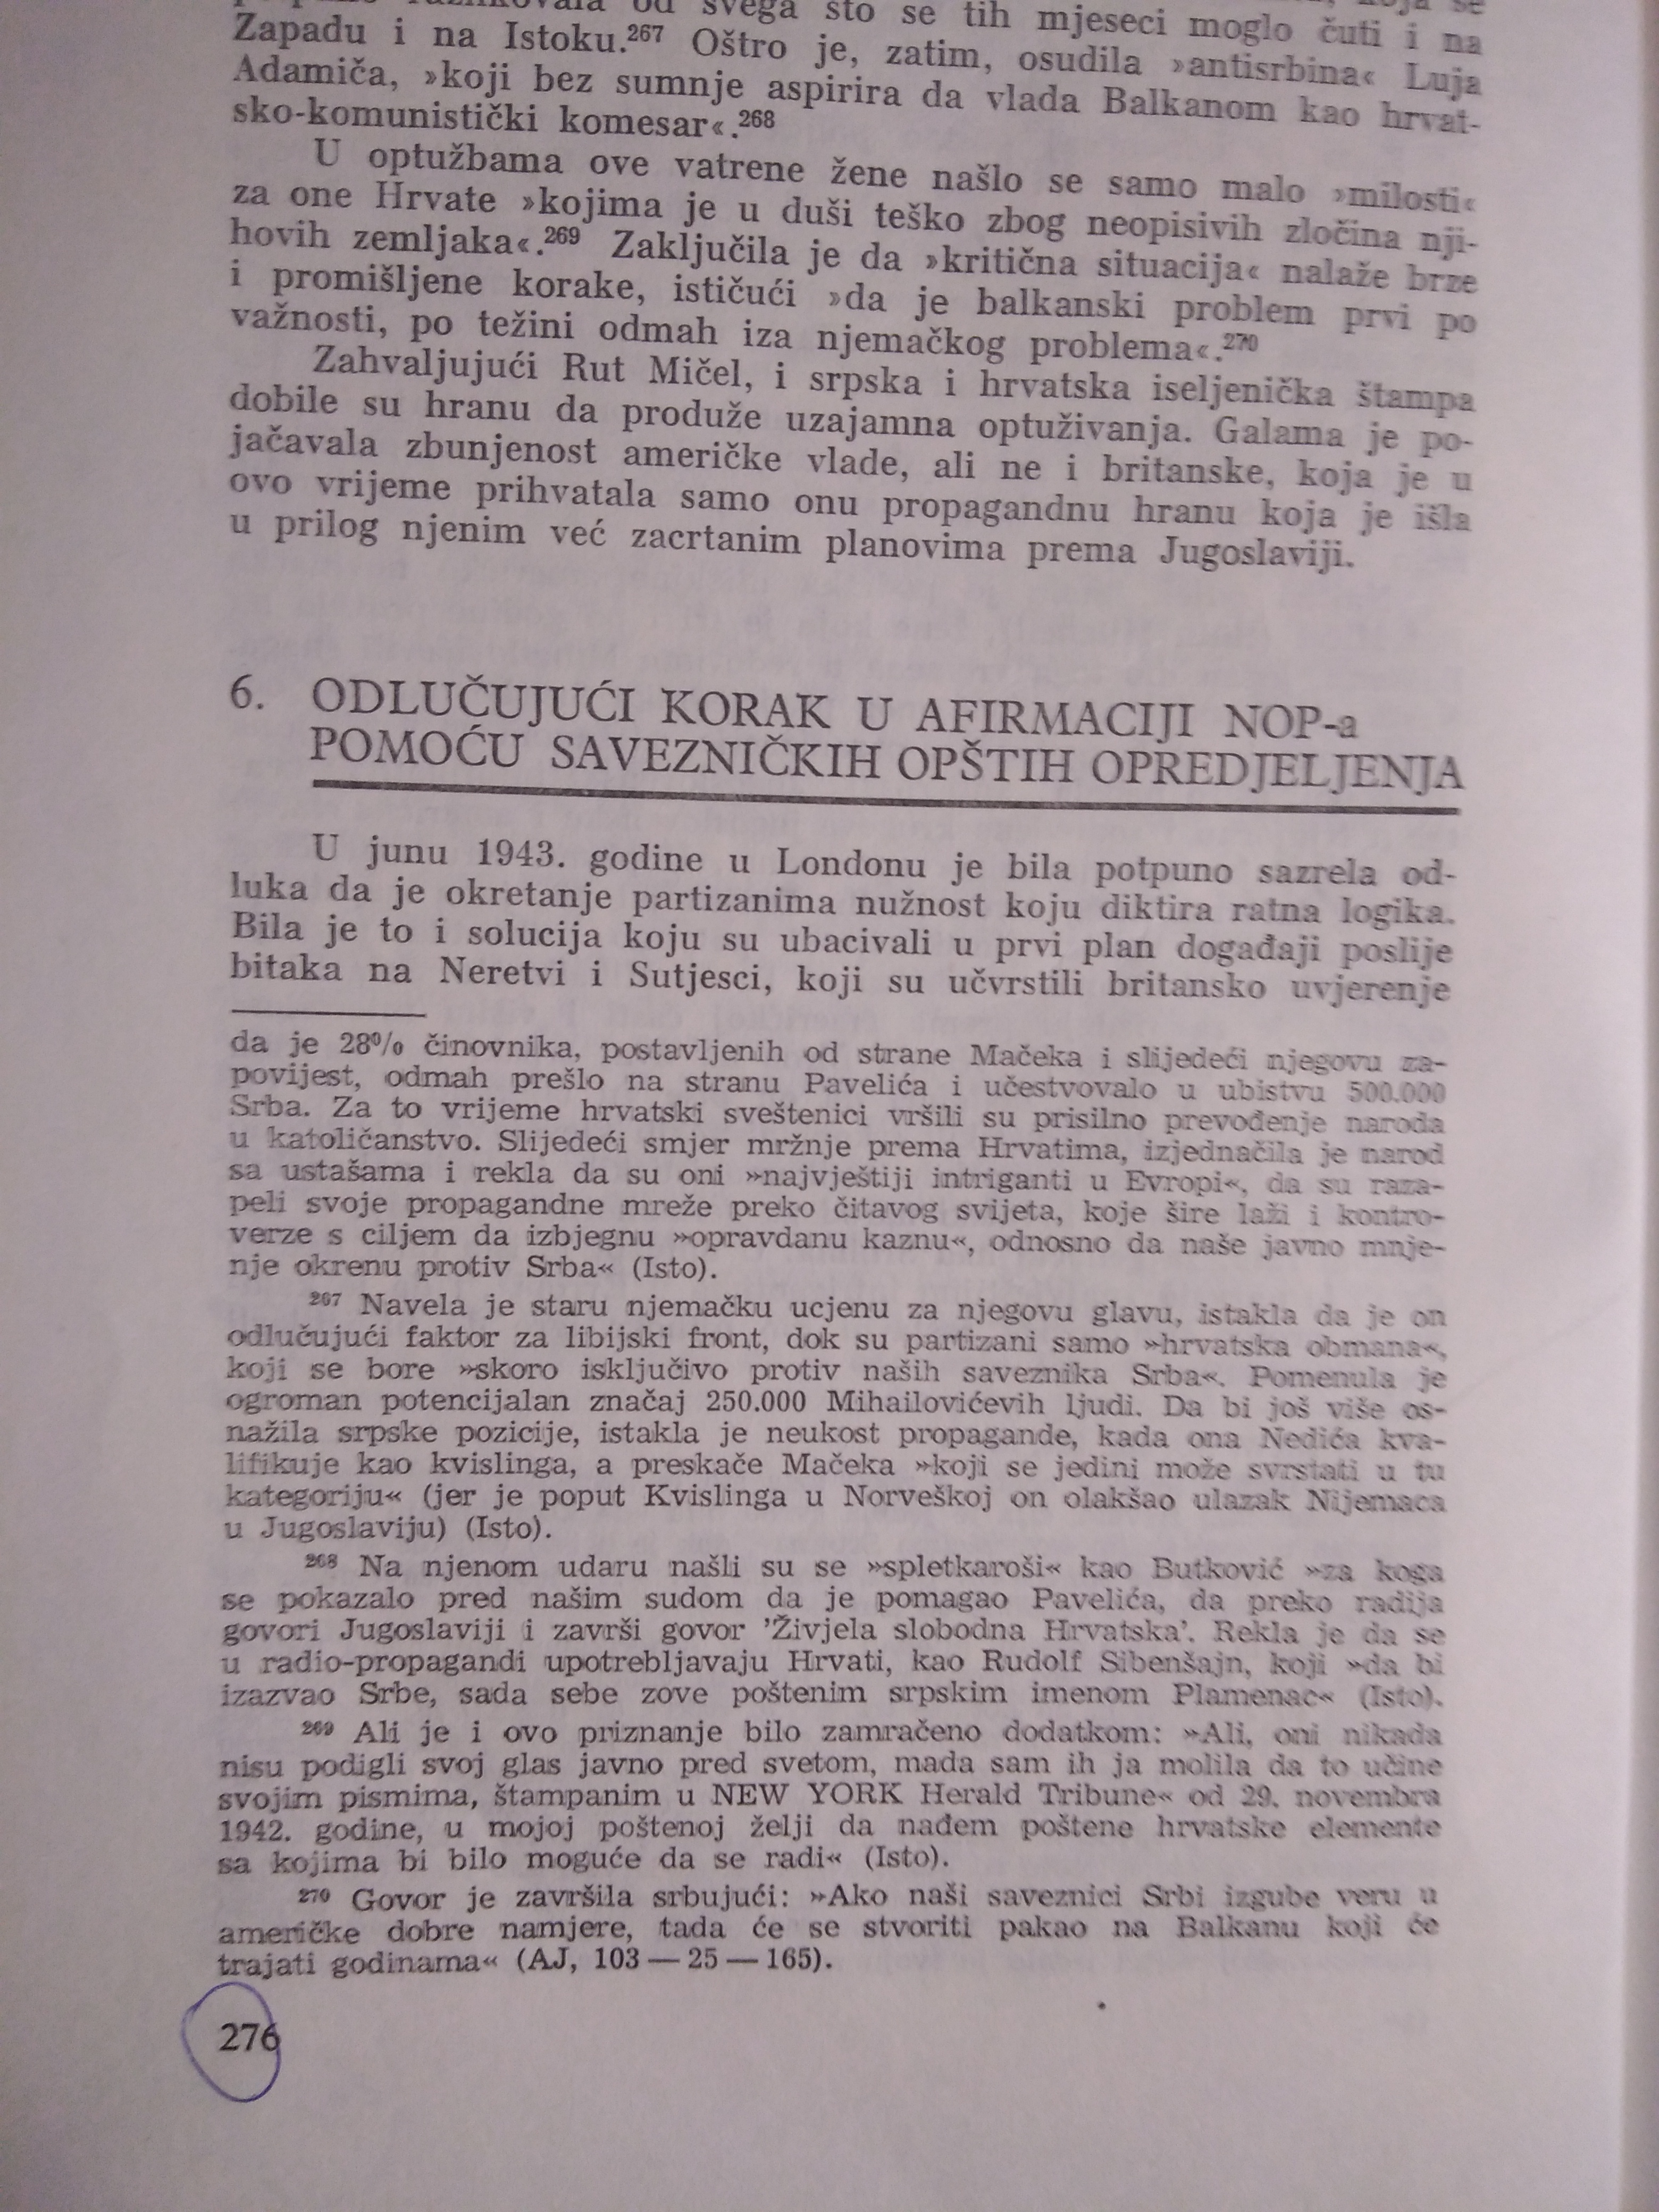 od svega što se tih mjeseci moglo čuti i na
Zapadu i na Istoku.²⁶⁷ Oštro je, zatim, osudila »antisrbina« Luja
Adamiča, »koji bez sumnje aspirira da vlada Balkanom kao hrvat-
sko-komunistički komesar«.²⁶⁸
U optužbama ove vatrene žene našlo se samo malo »milosti«
za one Hrvate »kojima je u duši teško zbog neopisivih zločina nji-
hovih zemljaka«.²⁶⁹ Zaključila je da »kritična situacija« nalaže brze
i promišljene korake, ističući »da je balkanski problem prvi po
važnosti, po težini odmah iza njemačkog problema«.²⁷⁰
Zahvaljujući Rut Mičel, i srpska i hrvatska iseljenička štampa
dobile su hranu da produže uzajamna optuživanja. Galama je po-
jačavala zbunjenost američke vlade, ali ne i britanske, koja je u
ovo vrijeme prihvatala samo onu propagandnu hranu koja je išla
u prilog njenim već zacrtanim planovima prema Jugoslaviji.
6. ODLUČUJUĆI KORAK U AFIRMACIJI NOP-a
POMOĆU SAVEZNIČKIH OPŠTIH OPREDJELJENJA
U junu 1943. godine u Londonu je bila potpuno sazrela od-
luka da je okretanje partizanima nužnost koju diktira ratna logika.
Bila je to i solucija koju su ubacivali u prvi plan događaji poslije
bitaka na Neretvi i Sutjesci, koji su učvrstili britansko uvjerenje
da je 28% činovnika, postavljenih od strane Mačeka i slijedeći njegovu za-
povijest, odmah prešlo na stranu Pavelića i učestvovalo u ubistvu 500.000
Srba. Za to vrijeme hrvatski sveštenici vršili su prisilno prevođenje naroda
u katoličanstvo. Slijedeći smjer mržnje prema Hrvatima, izjednačila je narod
sa ustašama i rekla da su oni »najvještiji intriganti u Evropi«, da su raza-
peli svoje propagandne mreže preko čitavog svijeta, koje šire laži i kontro-
verze s ciljem da izbjegnu »opravdanu kaznu«, odnosno da naše javno mnje-
nje okrenu protiv Srba« (Isto).
²⁶⁷ Navela je staru njemačku ucjenu za njegovu glavu, istakla da je on
odlučujući faktor za libijski front, dok su partizani samo »hrvatska obmana«,
koji se bore »skoro isključivo protiv naših saveznika Srba«. Pomenula je
ogroman potencijalan značaj 250.000 Mihailovićevih ljudi. Da bi još više os-
nažila srpske pozicije, istakla je neukost propagande, kada ona Nedića kva-
lifikuje kao kvislinga, a preskače Mačeka »koji se jedini može svrstati u tu
kategoriju« (jer je poput Kvislinga u Norveškoj on olakšao ulazak Nijemaca
u Jugoslaviju) (Isto).
²⁶⁸ Na njenom udaru našli su se »spletkaroši« kao Butković »za koga
se pokazalo pred našim sudom da je pomagao Pavelića, da preko radija
govori Jugoslaviji i završi govor 'Živjela slobodna Hrvatska'. Rekla je da se
u radio-propagandi upotrebljavaju Hrvati, kao Rudolf Sibenšajn, koji »da bi
izazvao Srbe, sada sebe zove poštenim srpskim imenom Plamenac« (Isto).
²⁶⁹ Ali je i ovo priznanje bilo zamračeno dodatkom: »Ali, oni nikada
nisu podigli svoj glas javno pred svetom, mada sam ih ja molila da to učine
svojim pismima, štampanim u NEW YORK Herald Tribune« od 29. novembra
1942. godine, u mojoj poštenoj želji da nađem poštene hrvatske elemente
sa kojima bi bilo moguće da se radi« (Isto).
²⁷⁰ Govor je završila srbujući: »Ako naši saveznici Srbi izgube veru u
američke dobre namjere, tada će se stvoriti pakao na Balkanu koji će
trajati godinama« (AJ, 103 — 25 — 165).
276